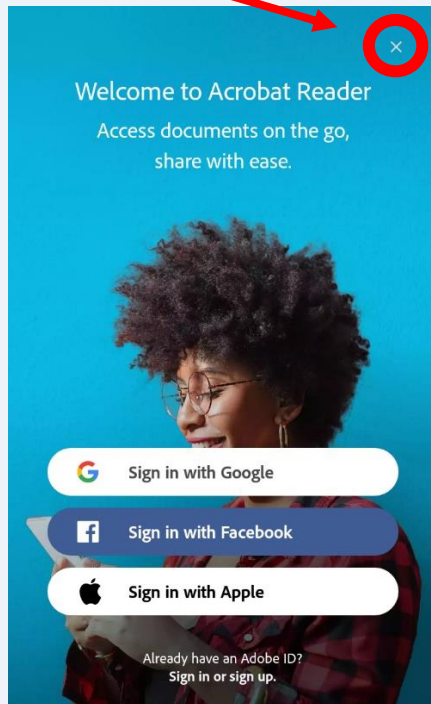 Welcome to Acrobat Reader
Access documents on the go,
share with ease.
Sign in with Google
Sign in with Facebook
Sign in with Apple
Already have an Adobe ID?
Sign in or sign up.